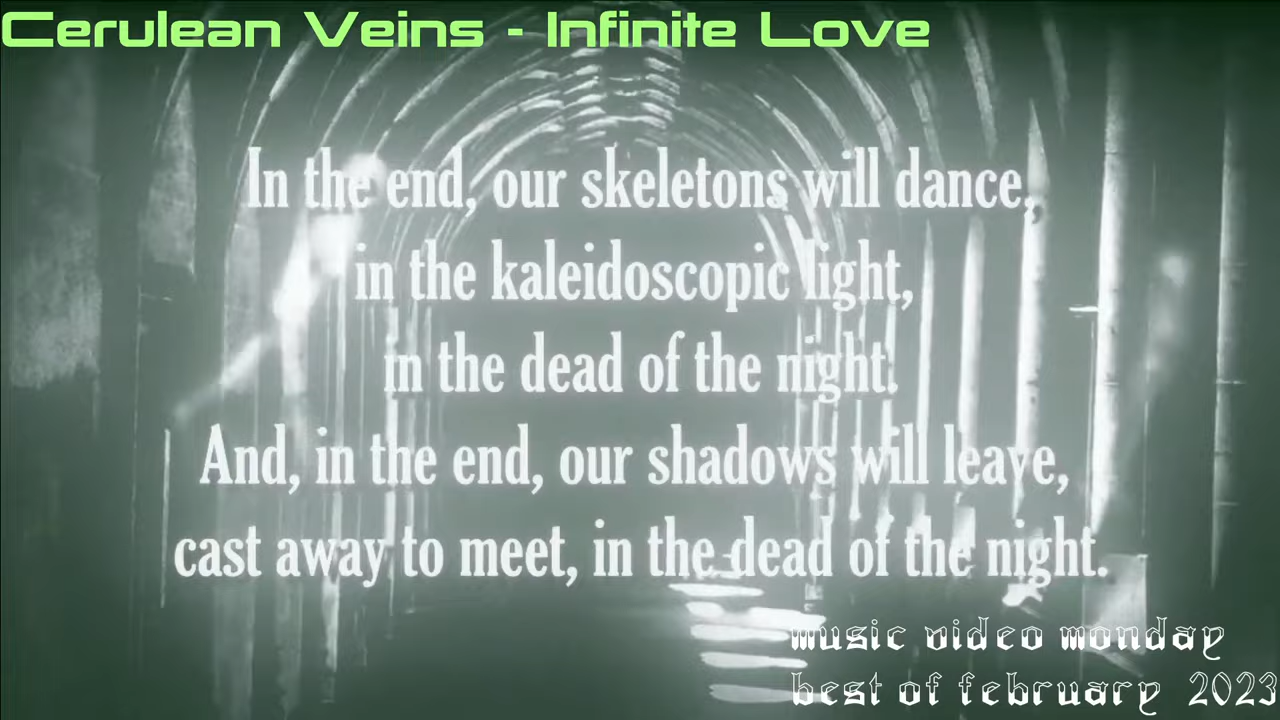 Cerulean Veins - Infinite Love
In the end, our skeletons will dance,
in the kaleidoscopic light,
in the dead of the night.
And, in the end, our shadows will leave,
cast away to meet, in the dead of the night.
music video monday
best of february 2023